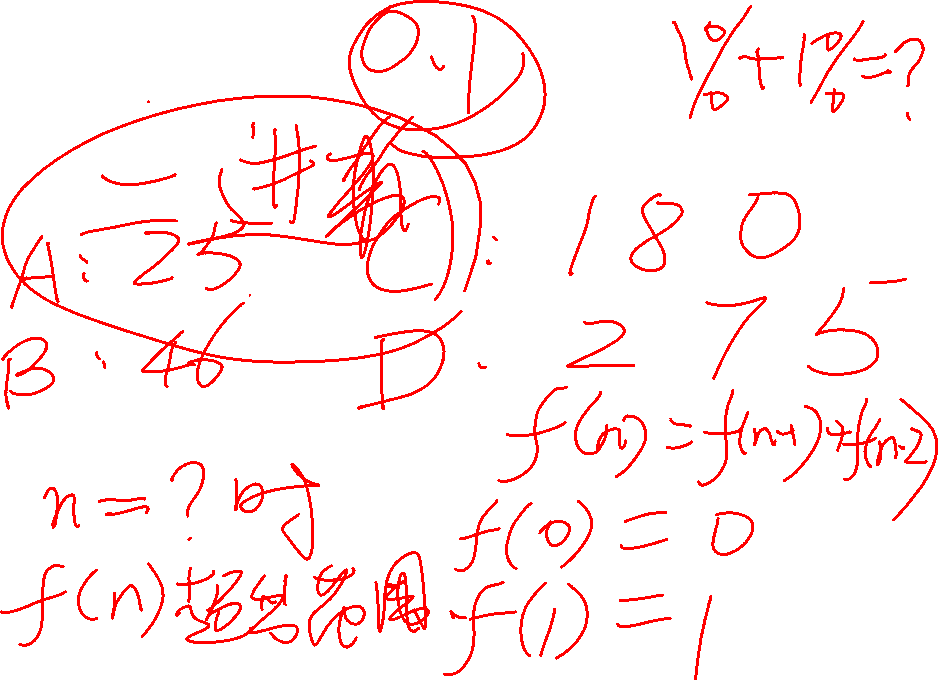 0.1
1%+1%=?
二进
A: 25 C: 180
B: 46 D. 275
f(n)=f(n-1)+f(n-2)
n=?时 f(0)=0
f(n)超出范围. f(1)=1